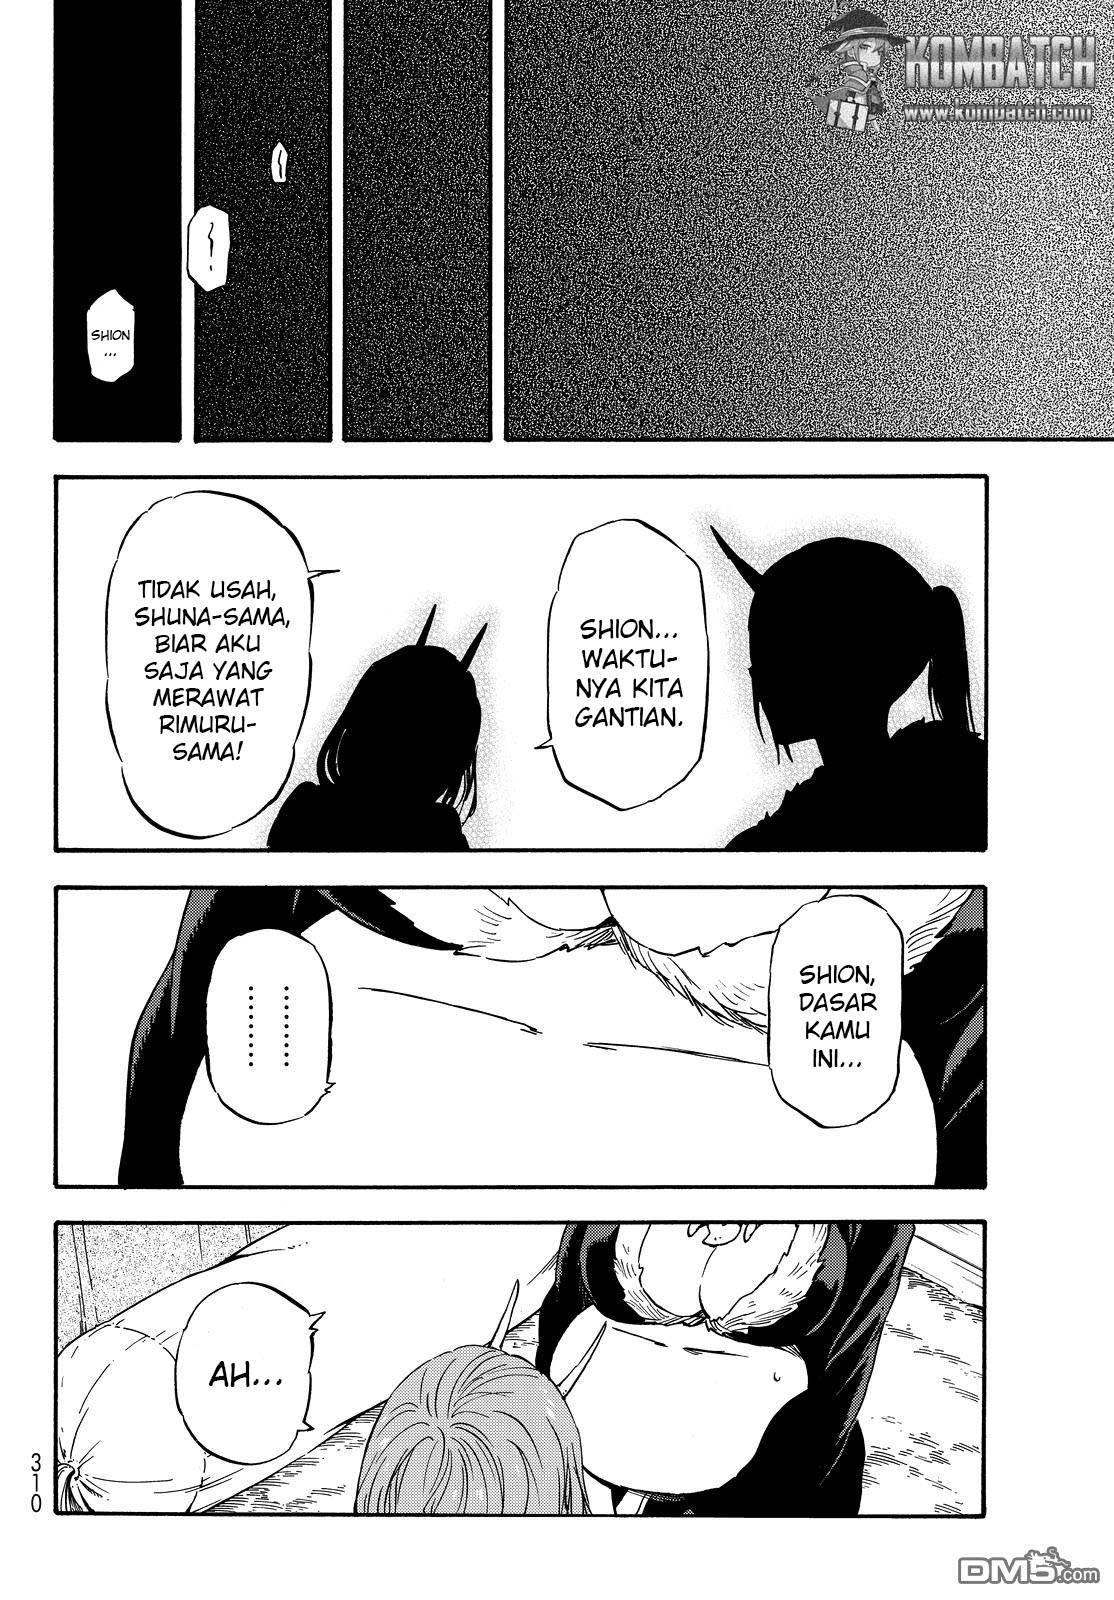 KOMBATCH
www.kombatch.com
SHION
...
SHION...
WAKTU-
NYA KITA
GANTIAN.
TIDAK USAH,
SHUNA-SAMA,
BIAR AKU
SAJA YANG
MERAWAT
RIMURU-
SAMA!
SHION,
DASAR
KAMU
INI...
AH...
310
DM5.com